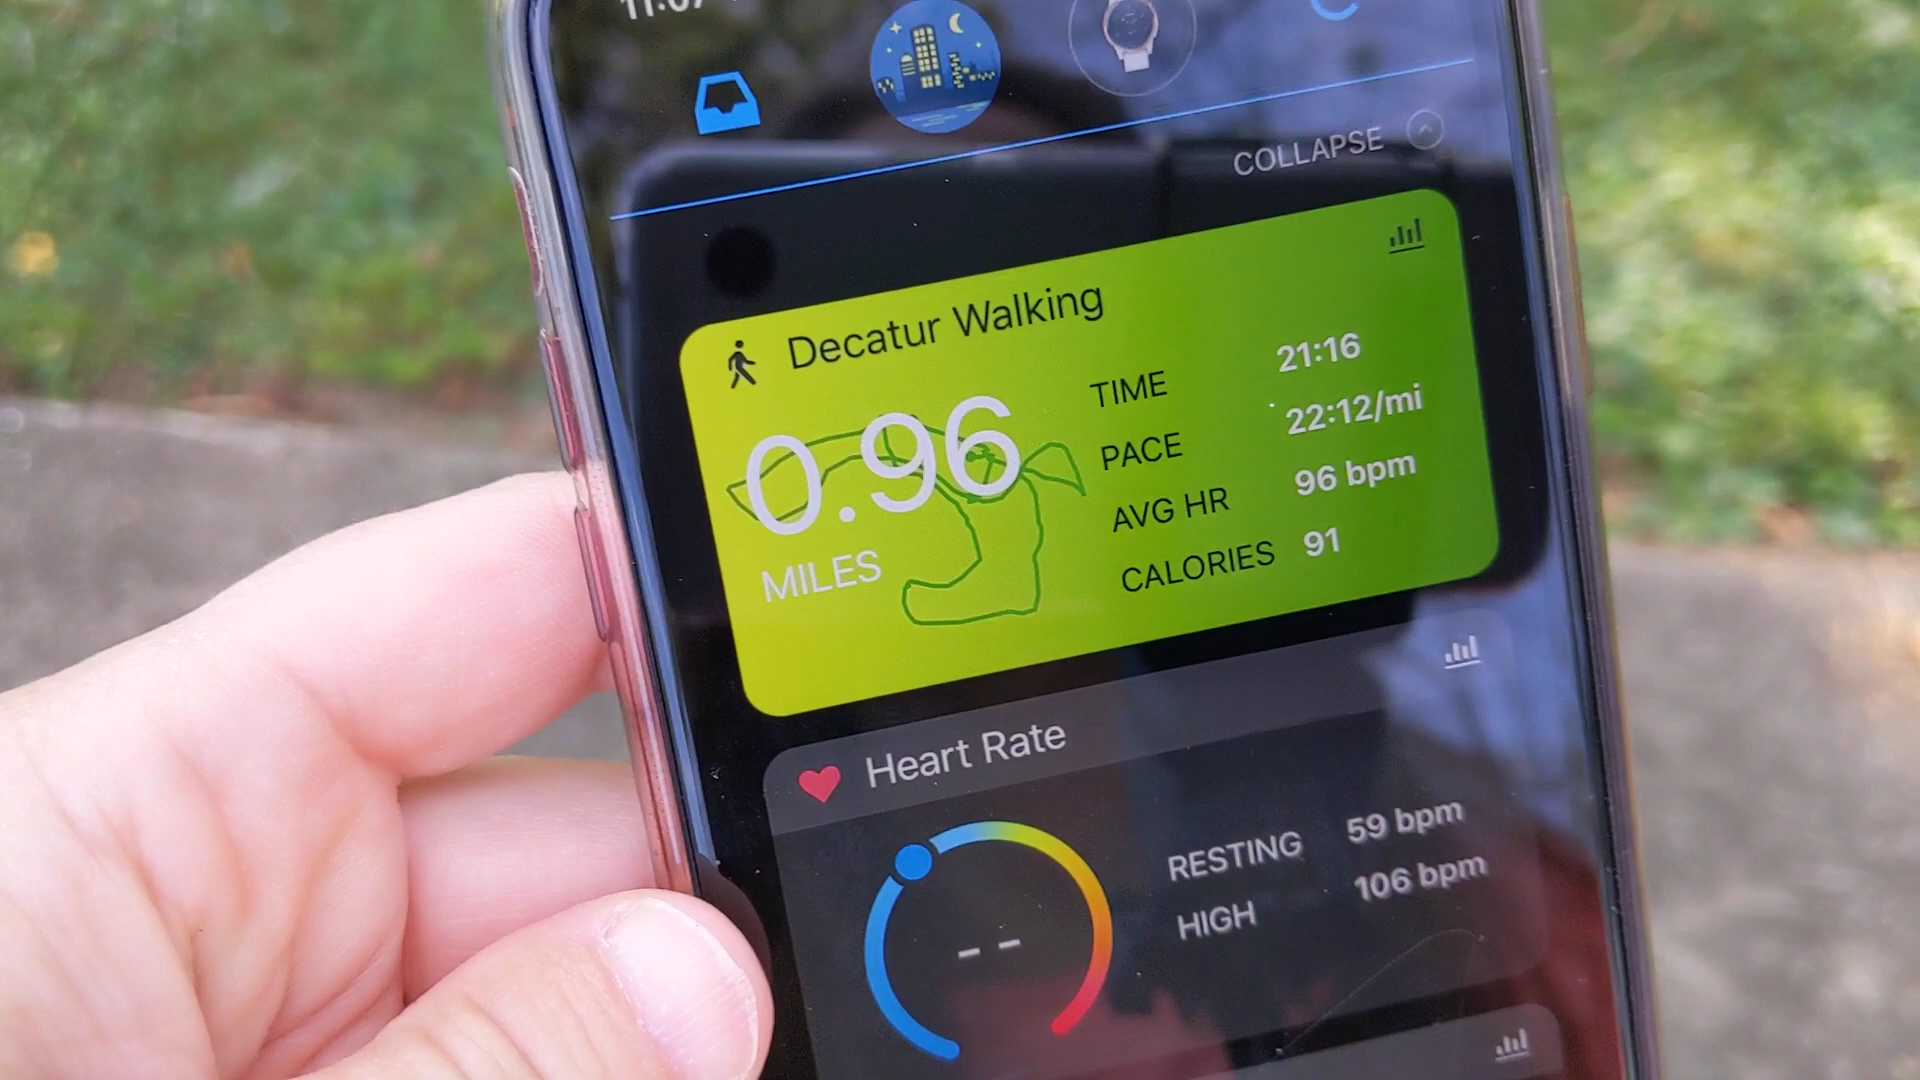 COLLAPSE
Decatur Walking
0.96
MILES
TIME 21:16
PACE 22:12/mi
AVG HR 96 bpm
CALORIES 91
Heart Rate
--
RESTING 59 bpm
HIGH 106 bpm